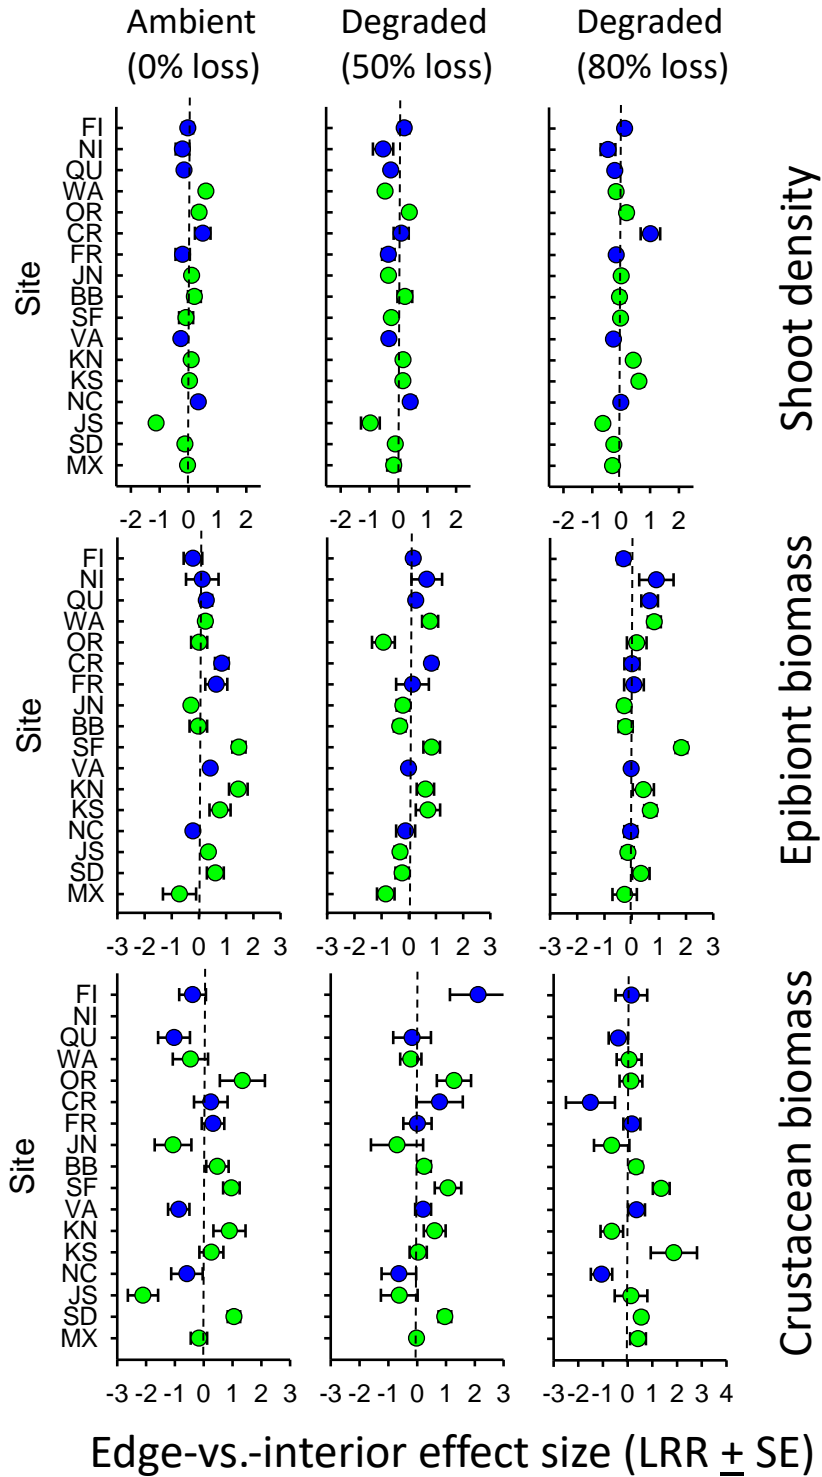 Ambient
(0% loss)
Degraded
(50% loss)
Degraded
(80% loss)
Shoot density
Site
FI
NI
QU
WA
OR
CR
FR
JN
BB
SF
VA
KN
KS
NC
JS
SD
MX
-2 -1 0 1 2
-2 -1 0 1 2
-2 -1 0 1 2
Epibiont biomass
Site
FI
NI
QU
WA
OR
CR
FR
JN
BB
SF
VA
KN
KS
NC
JS
SD
MX
-3 -2 -1 0 1 2 3
-3 -2 -1 0 1 2 3
-3 -2 -1 0 1 2 3
Crustacean biomass
Site
FI
NI
QU
WA
OR
CR
FR
JN
BB
SF
VA
KN
KS
NC
JS
SD
MX
-3 -2 -1 0 1 2 3
-3 -2 -1 0 1 2 3
-3 -2 -1 0 1 2 3 4
Edge-vs.-interior effect size (LRR ± SE)